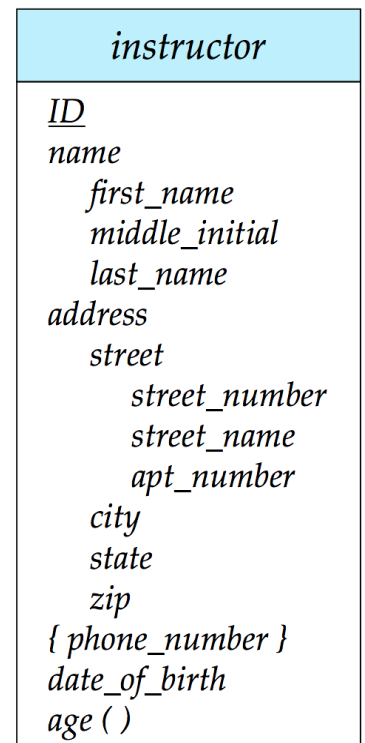 instructor
ID
name
first_name
middle_initial
last_name
address
street
street_number
street_name
apt_number
city
state
zip
{ phone_number }
date_of_birth
age ( )